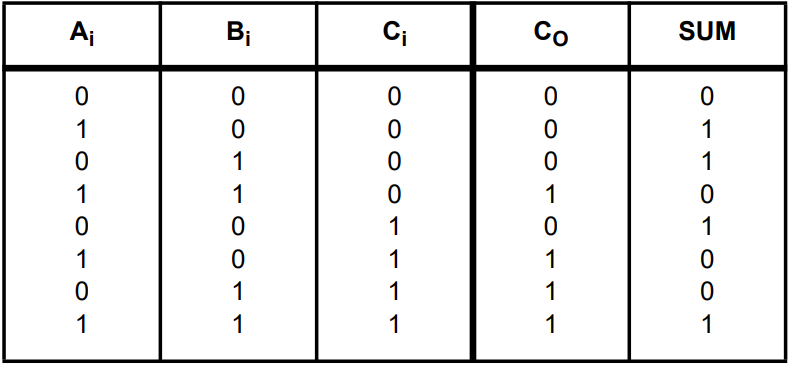 Ai Bi Ci CO SUM
0 0 0 0 0
1 0 0 0 1
0 1 0 0 1
1 1 0 1 0
0 0 1 0 1
1 0 1 1 0
0 1 1 1 0
1 1 1 1 1